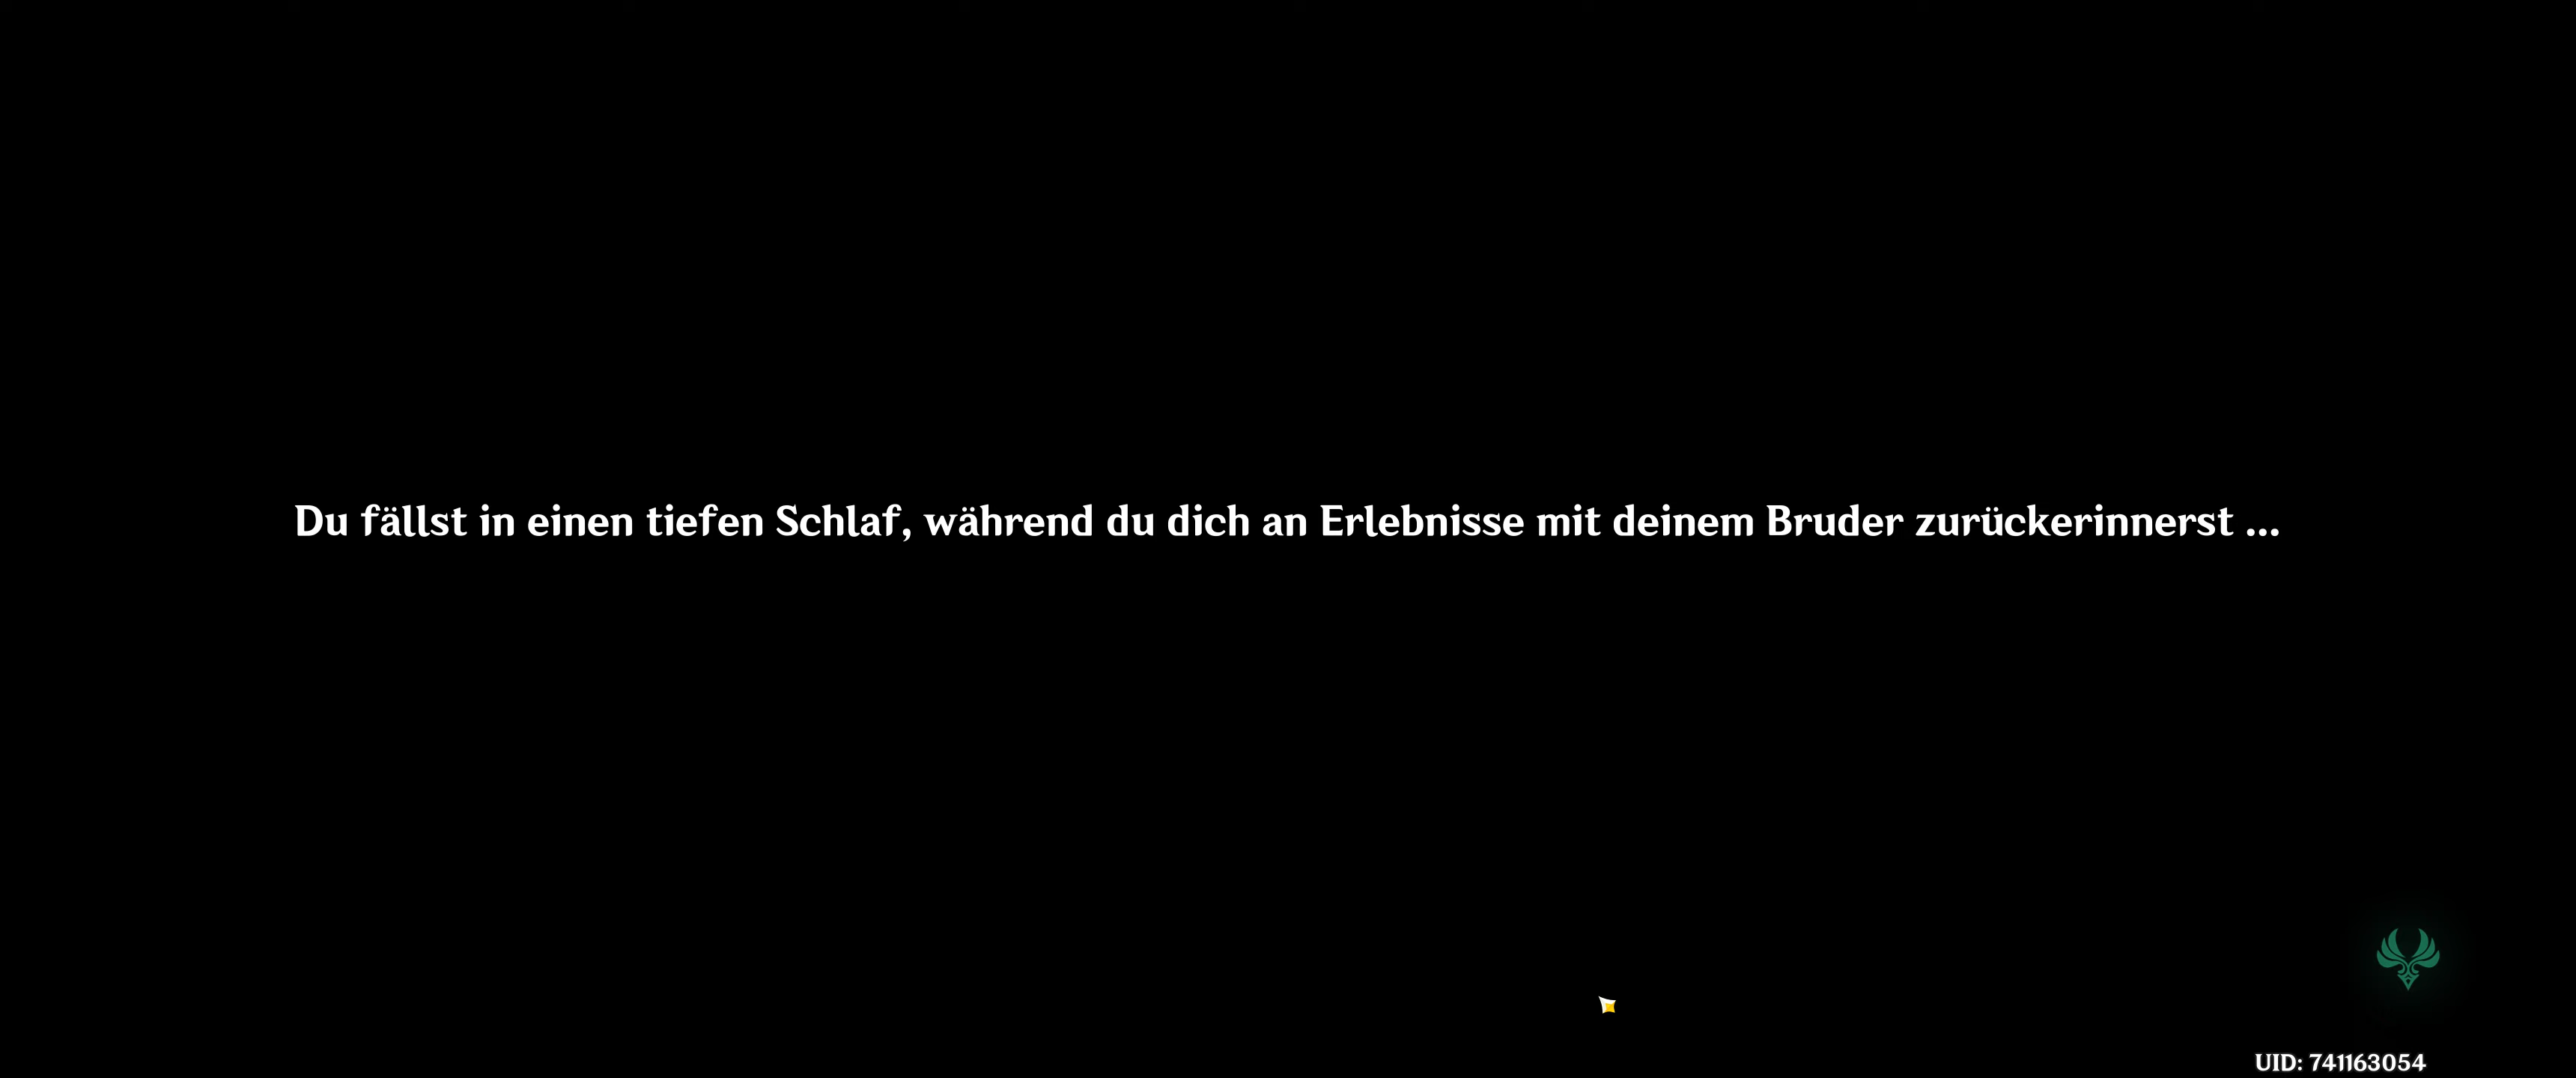 Du fällst in einen tiefen Schlaf, während du dich an Erlebnisse mit deinem Bruder zurückerinnerst ...
UID: 741163054